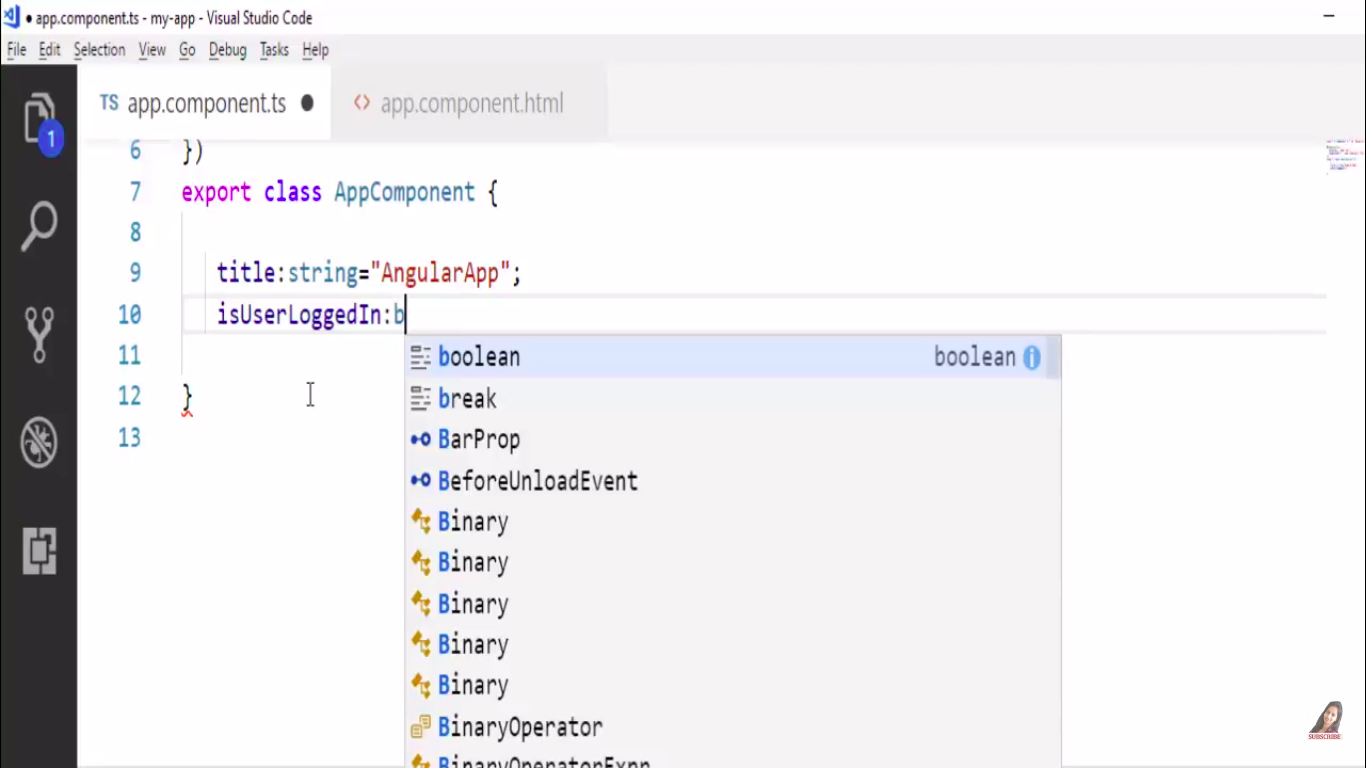 app.component.ts - my-app - Visual Studio Code
File Edit Selection View Go Debug Tasks Help
TS app.component.ts app.component.html
1
6 })
7 export class AppComponent {
8
9 title:string="AngularApp";
10 isUserLoggedIn:b
11
12 }
13
boolean boolean
break
BarProp
BeforeUnloadEvent
Binary
Binary
Binary
Binary
Binary
BinaryOperator
BinaryOperatorExpr
SUBSCRIBE